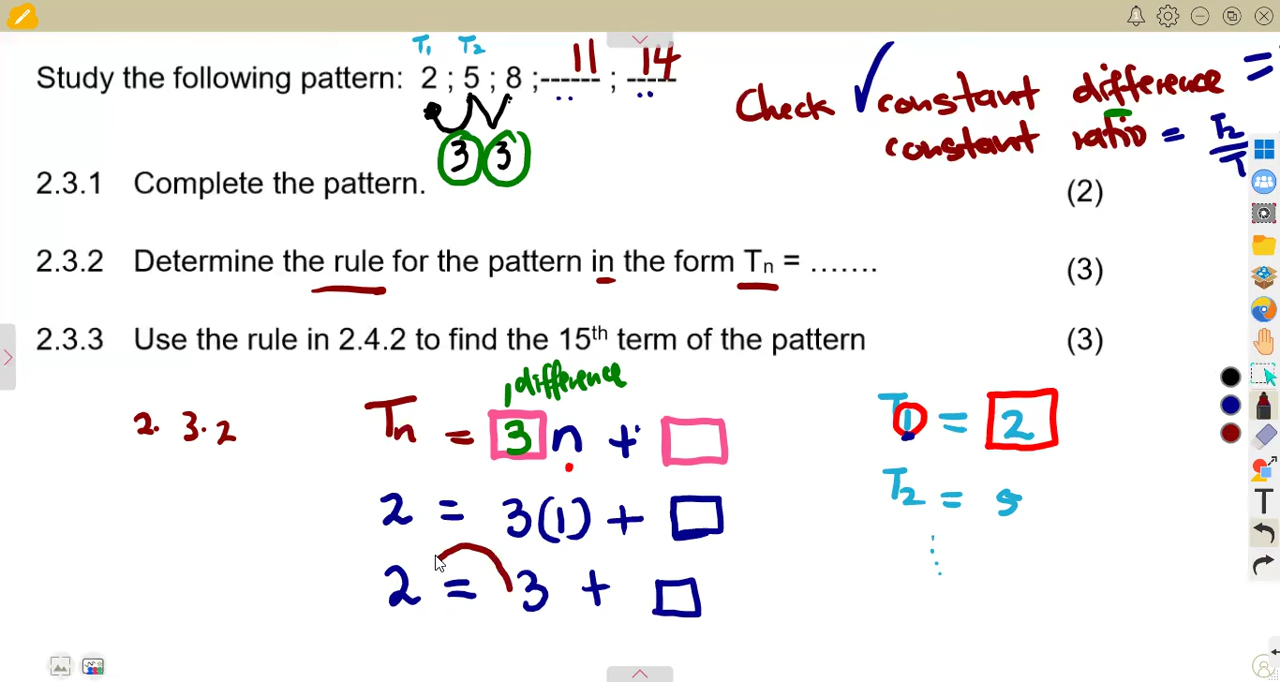 T1 T2 11 14
Study the following pattern: 2 ; 5 ; 8 ;------ ; -----
Check ✓ constant difference =
constant ratio = T2/T
3 3
2.3.1 Complete the pattern. (2)
2.3.2 Determine the rule for the pattern in the form Tn = ……. (3)
2.3.3 Use the rule in 2.4.2 to find the 15th term of the pattern (3)
difference
2.3.2 Tn = 3 n + □ T1 = 2
2 = 3(1) + □ T2 = 5
2 = 3 + □